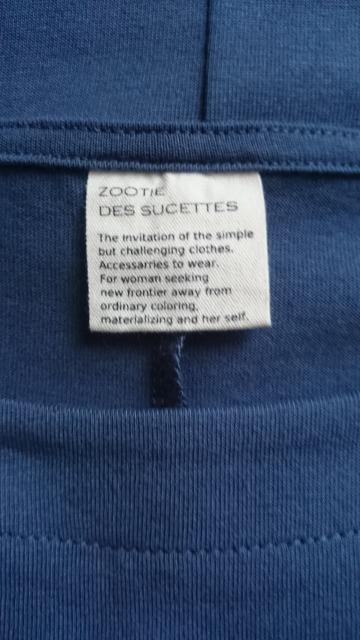 ZOOTIE
DES SUCETTES
The invitation of the simple
but challenging clothes.
Accessarries to wear.
For woman seeking
new frontier away from
ordinary coloring,
materializing and her self.